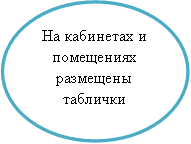 На кабинетах и
помещениях
размещены
таблички